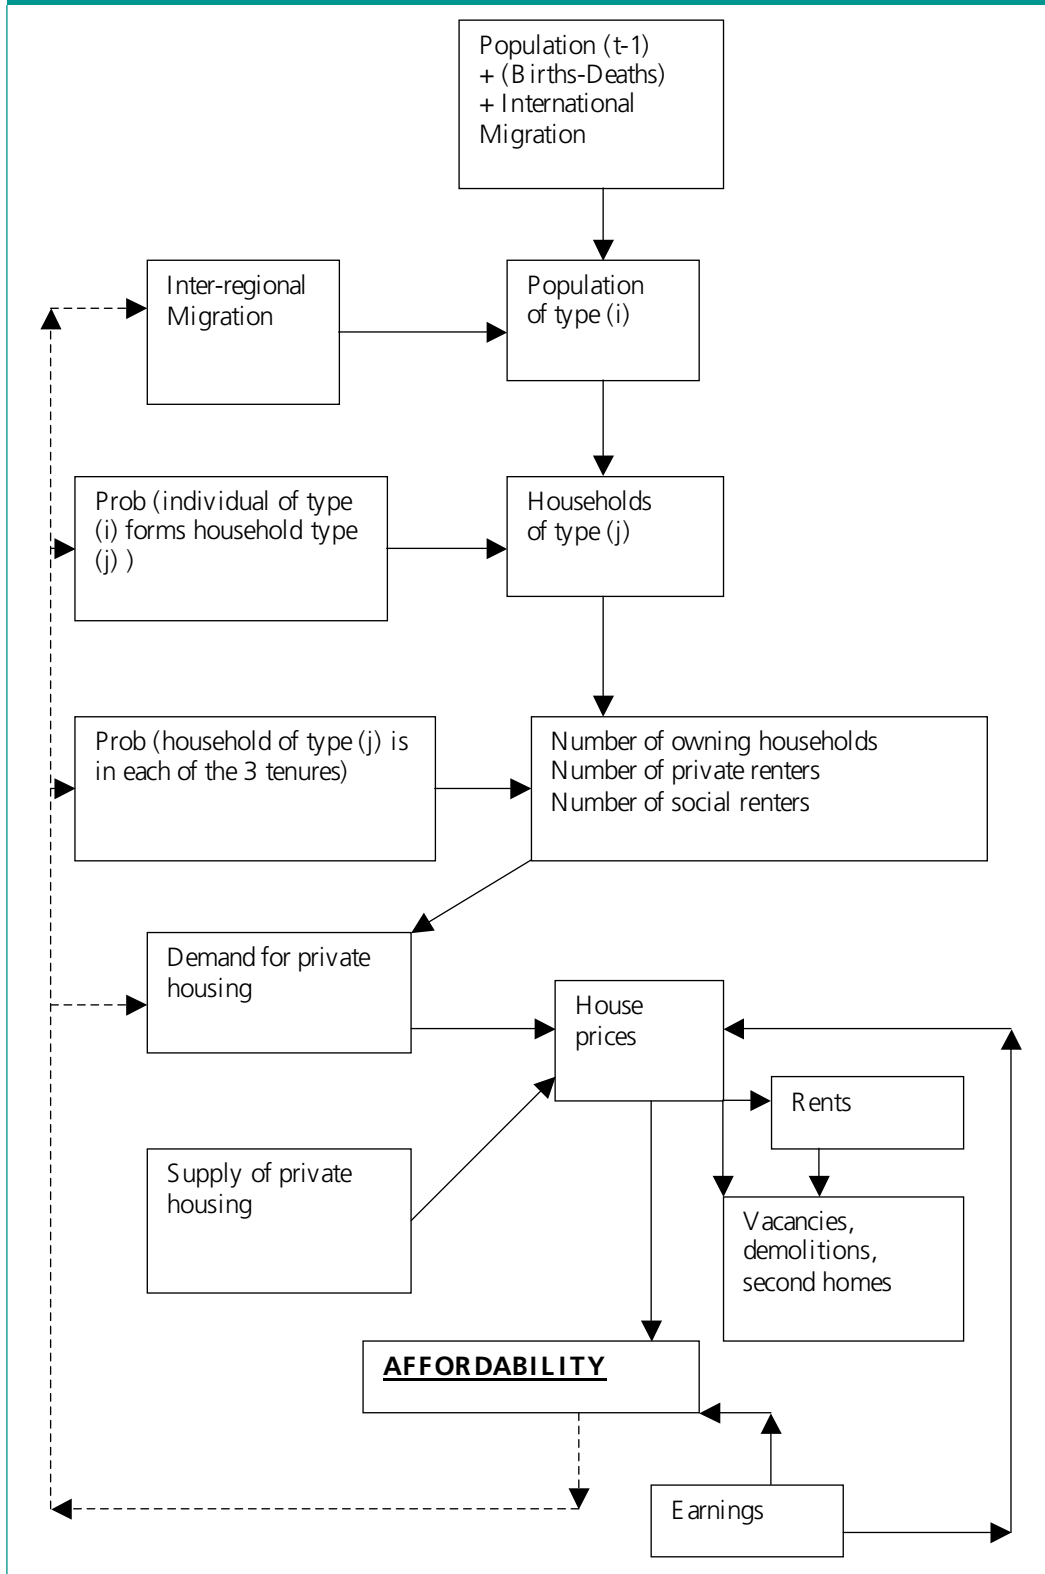 Population (t-1)
+ (Births-Deaths)
+ International
Migration
Inter-regional
Migration
Population
of type (i)
Prob (individual of type
(i) forms household type
(j) )
Households
of type (j)
Prob (household of type (j) is
in each of the 3 tenures)
Number of owning households
Number of private renters
Number of social renters
Demand for private
housing
House
prices
Rents
Supply of private
housing
Vacancies,
demolitions,
second homes
AFFORDABILITY
Earnings